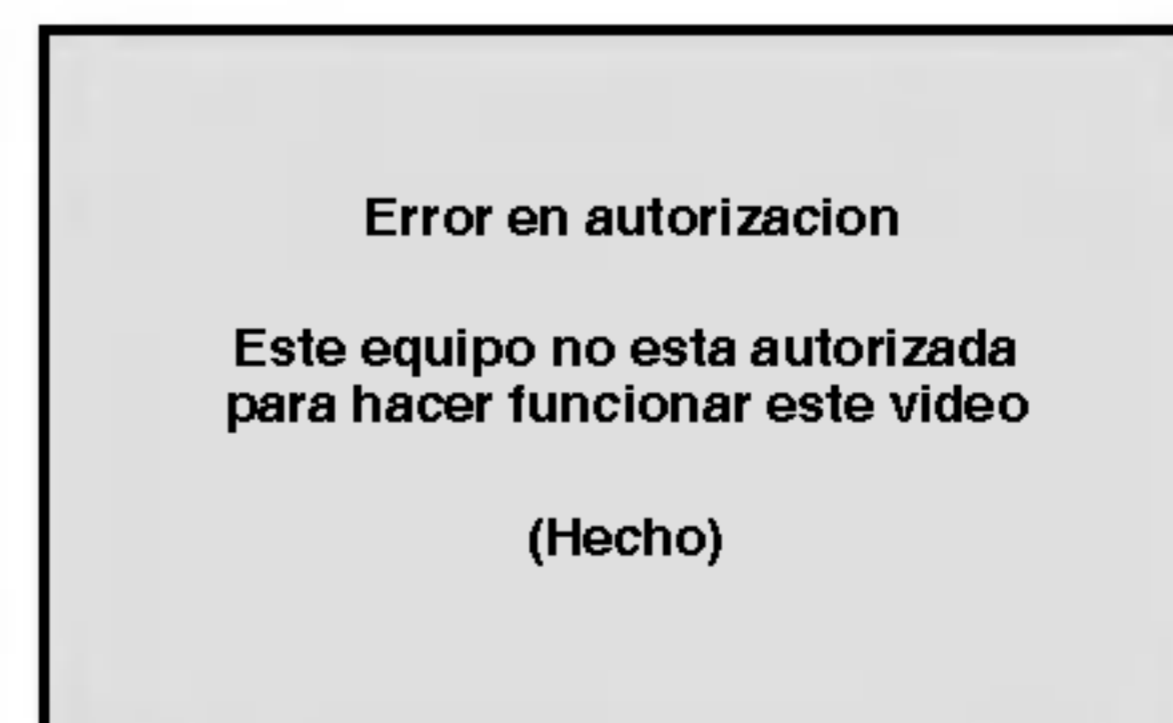 Error en autorizacion
Este equipo no esta autorizada
para hacer funcionar este video
(Hecho)